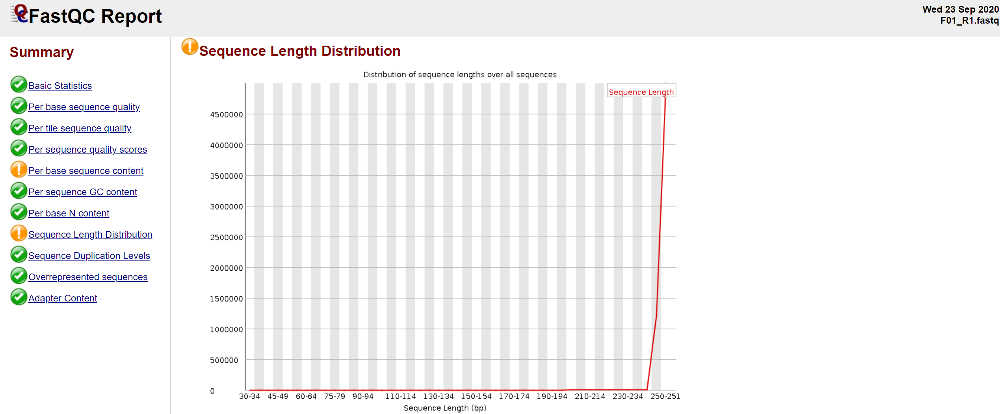 FastQC Report
Wed 23 Sep 2020
F01_R1.fastq
Summary
Basic Statistics
Per base sequence quality
Per tile sequence quality
Per sequence quality scores
Per base sequence content
Per sequence GC content
Per base N content
Sequence Length Distribution
Sequence Duplication Levels
Overrepresented sequences
Adapter Content
Sequence Length Distribution
Distribution of sequence lengths over all sequences
Sequence Length
4500000
4000000
3500000
3000000
2500000
2000000
1500000
1000000
500000
0
30-34 45-49 60-64 75-79 90-94 110-114 130-134 150-154 170-174 190-194 210-214 230-234 250-251
Sequence Length (bp)